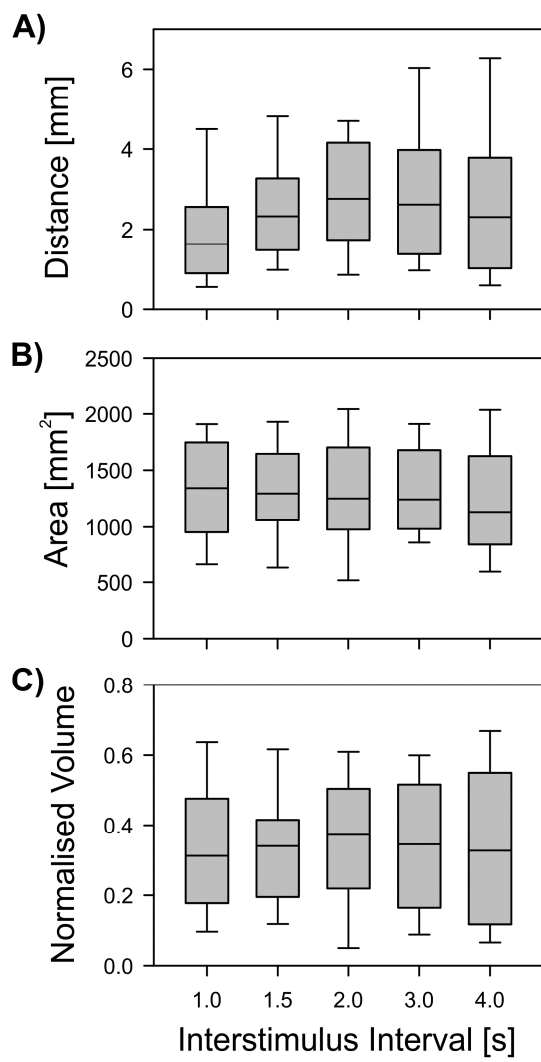 A)
Distance [mm]
6
4
2
0
B)
Area [mm²]
2500
2000
1500
1000
500
0
C)
Normalised Volume
0.8
0.6
0.4
0.2
0.0
1.0 1.5 2.0 3.0 4.0
Interstimulus Interval [s]